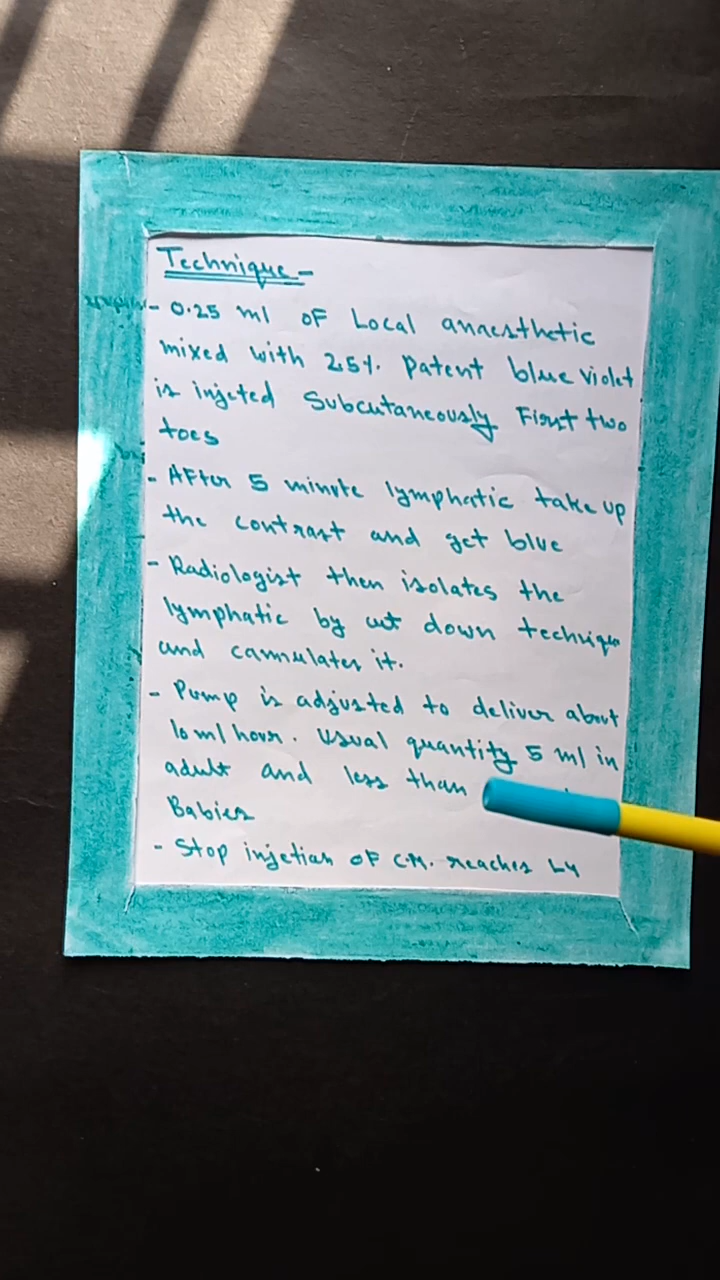 Technique -
- 0.25 ml of Local anaesthetic
mixed with 2.5%. Patent blue violet
is injeted Subcutaneously First two
toes
- AFter 5 minute lymphatic take up
the contrast and get blue
- Radiologist then isolates the
lymphatic by cut down technique
and cannulates it.
- Pump is adjusted to deliver about
10 ml/hour. Usual quantity 5 ml in
adult and less than
Babies
- Stop injetian of C.M. reaches L4